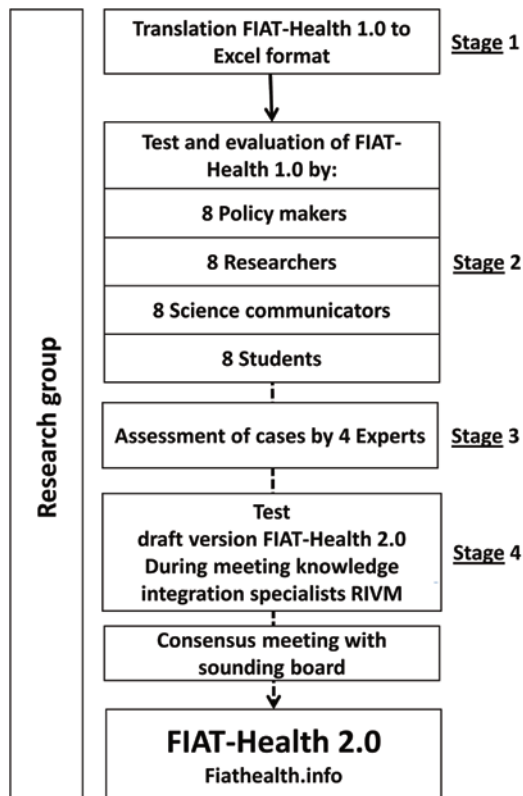 Research group
Translation FIAT-Health 1.0 to
Excel format
Stage 1
Test and evaluation of FIAT-
Health 1.0 by:
8 Policy makers
8 Researchers
Stage 2
8 Science communicators
8 Students
Assessment of cases by 4 Experts
Stage 3
Test
draft version FIAT-Health 2.0
During meeting knowledge
integration specialists RIVM
Stage 4
Consensus meeting with
sounding board
FIAT-Health 2.0
Fiathealth.info